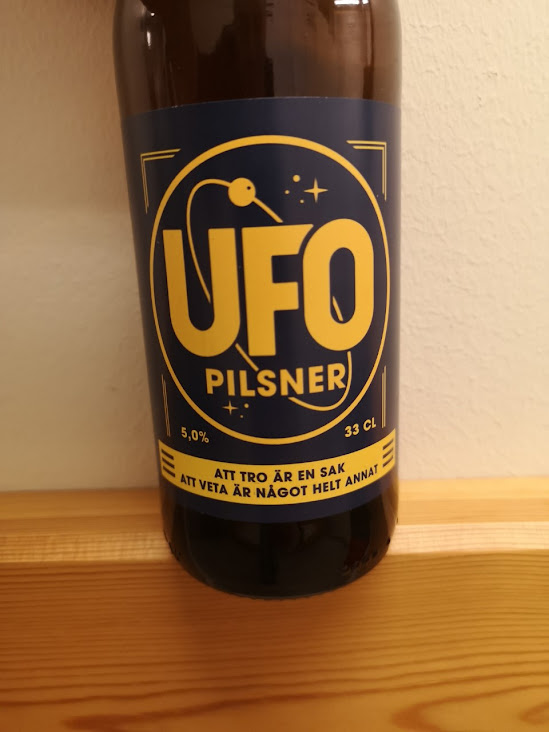 UFO
PILSNER
5,0%
33 CL
ATT TRO ÄR EN SAK
ATT VETA ÄR NÅGOT HELT ANNAT